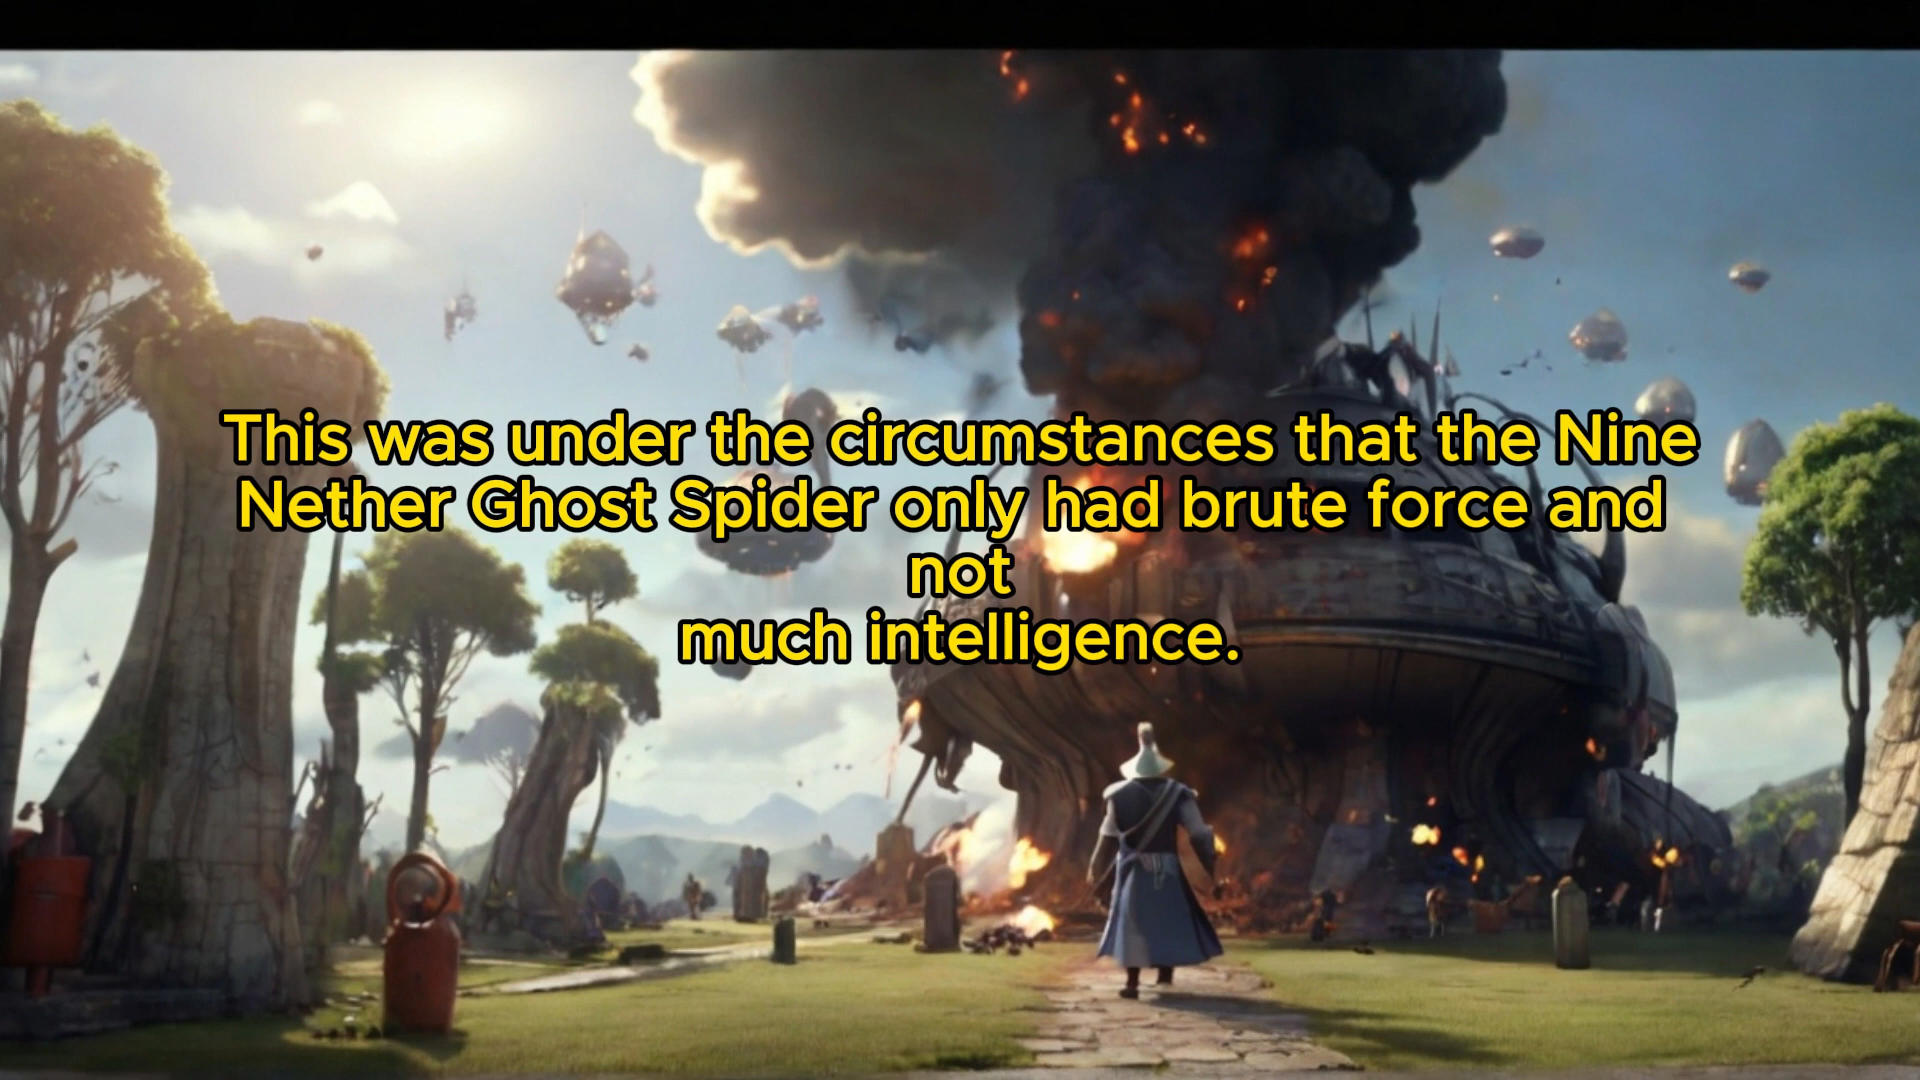 This was under the circumstances that the Nine
Nether Ghost Spider only had brute force and
not
much intelligence.